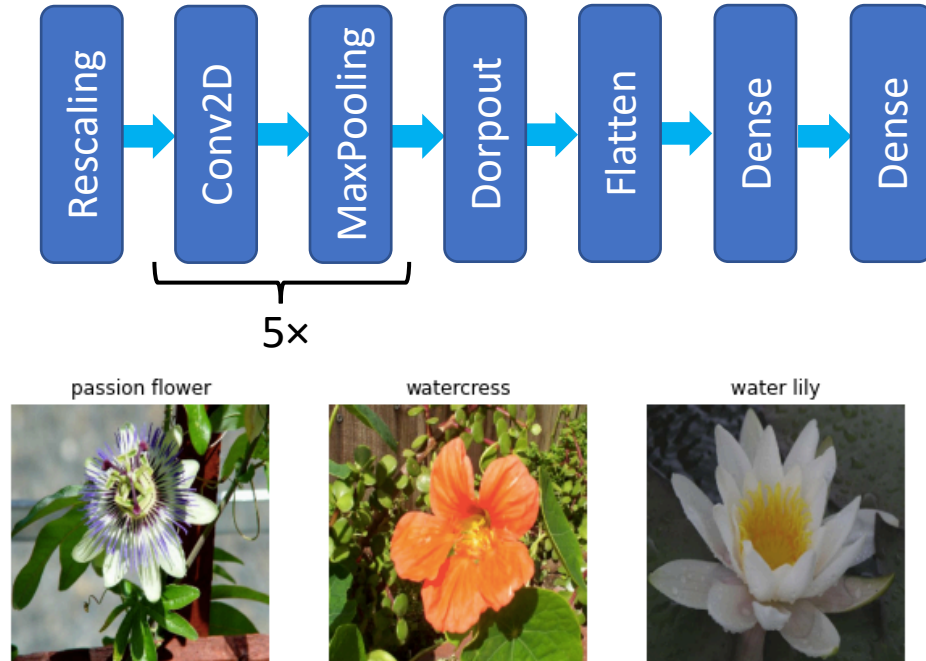 Rescaling
Conv2D
MaxPooling
Dorpout
Flatten
Dense
Dense
5×
passion flower
watercress
water lily